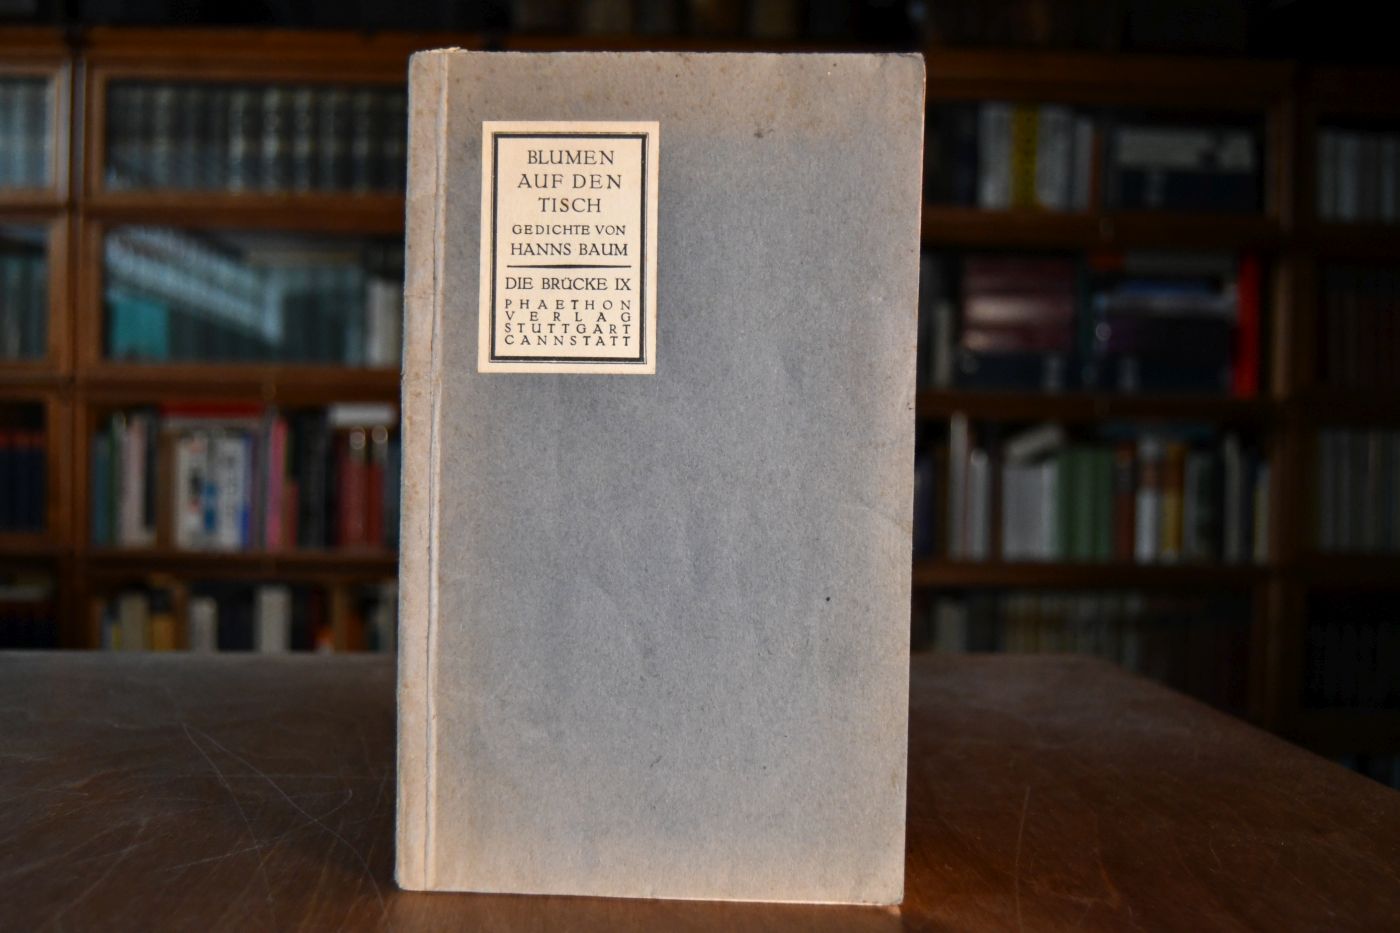 BLUMEN
AUF DEN
TISCH
GEDICHTE VON
HANNS BAUM
DIE BRÜCKE IX
PHAETHON
VERLAG
STUTTGART
CANNSTATT